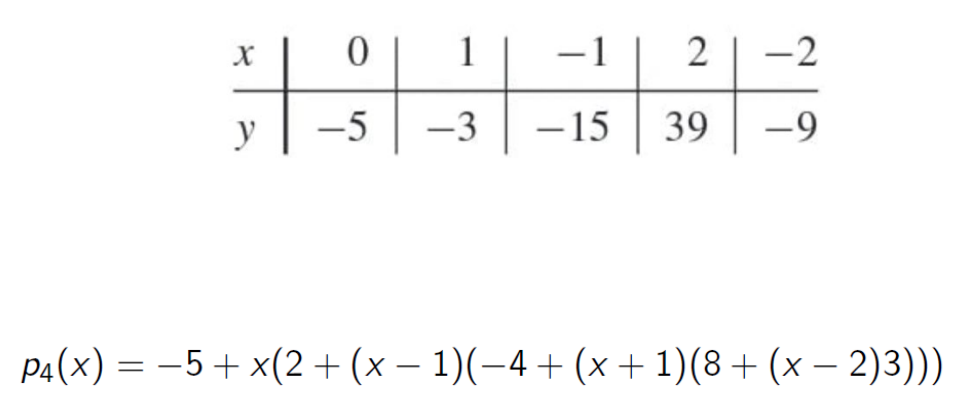 x 0 1 −1 2 −2
y −5 −3 −15 39 −9
p₄(x) = −5 + x(2 + (x − 1)(−4 + (x + 1)(8 + (x − 2)3)))